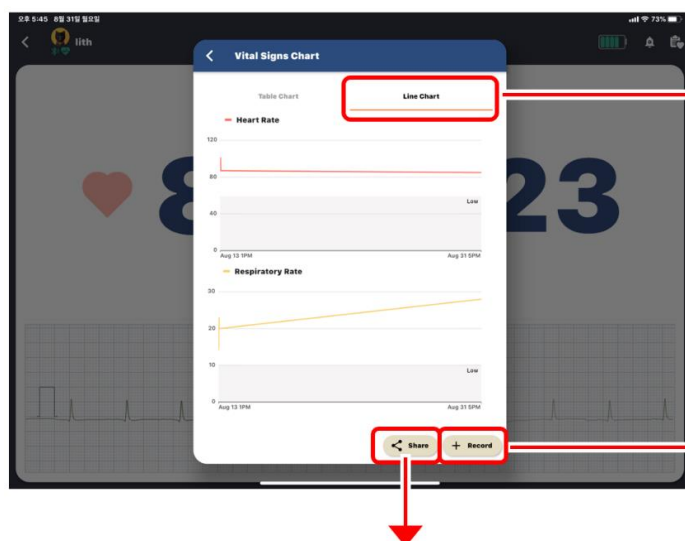 오후 5:45 8월 31일 월요일
73%
lith
Vital Signs Chart
Table Chart
Line Chart
Heart Rate
120
80
Low
40
0
Aug 13 1PM
Aug 31 5PM
Respiratory Rate
30
20
10
Low
0
Aug 13 1PM
Aug 31 5PM
Share
Record
8
23